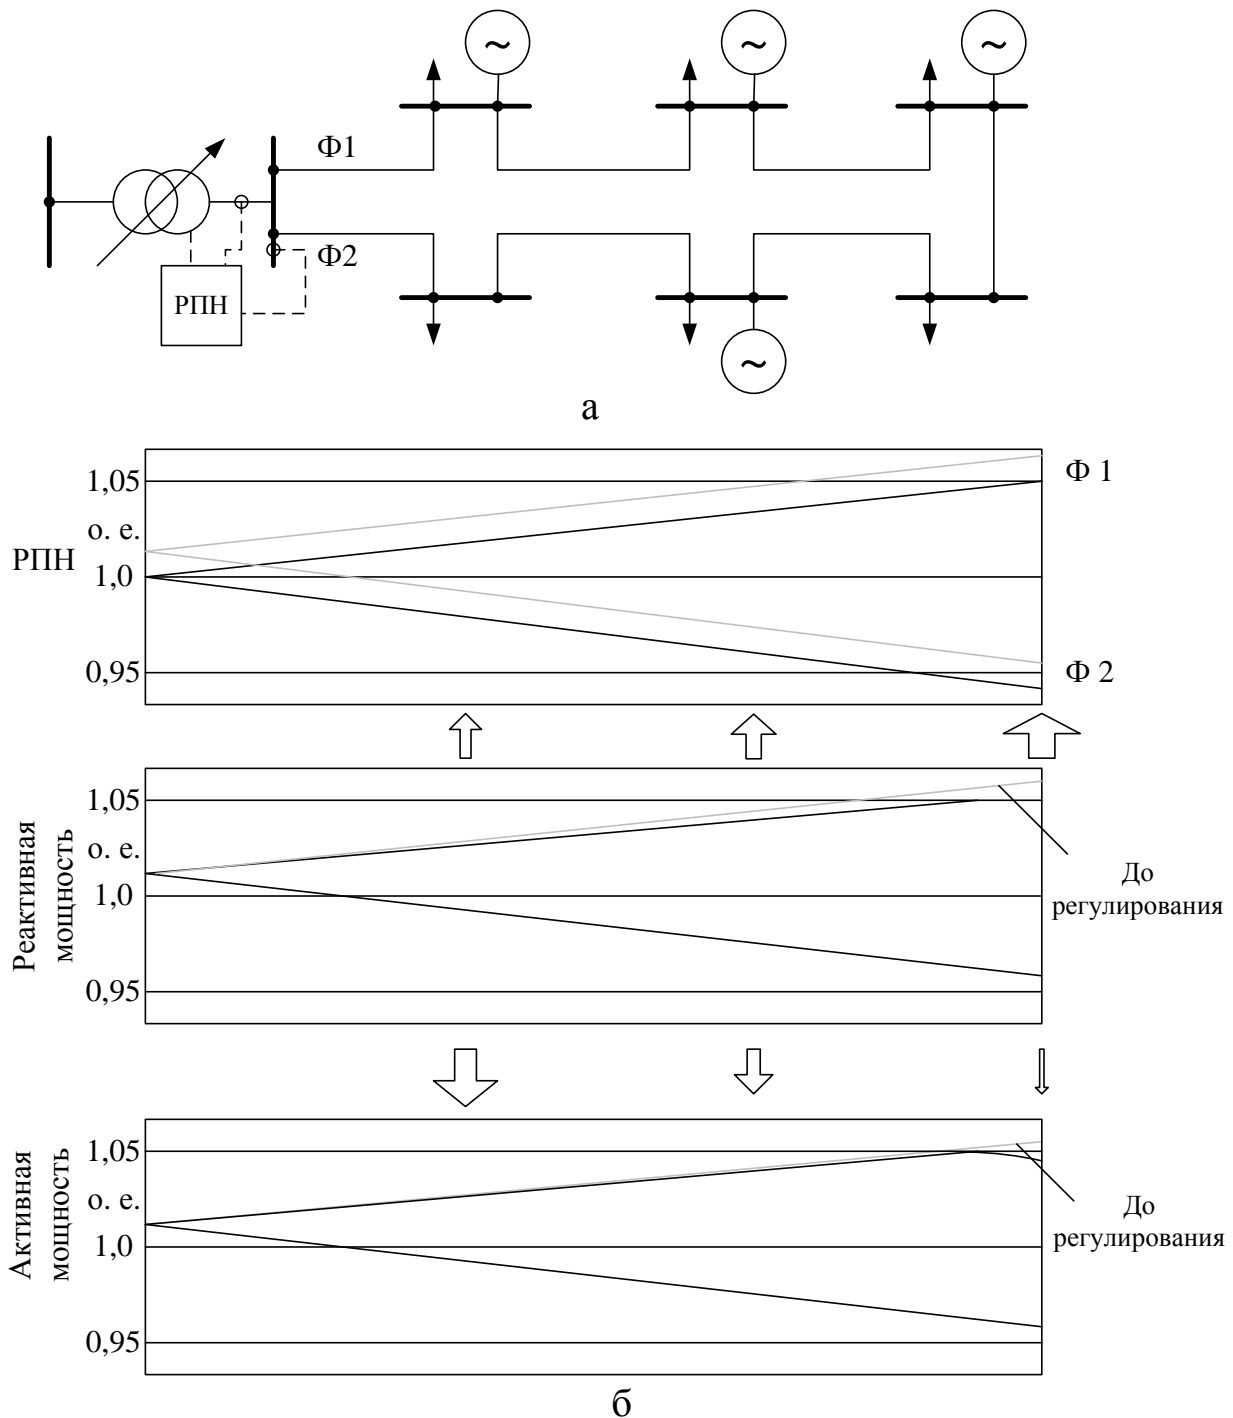 Ф1
Ф2
РПН
а
1,05
о. е.
РПН
1,0
0,95
Ф 1
Ф 2
Реактивная
мощность
1,05
о. е.
1,0
0,95
До
регулирования
Активная
мощность
1,05
о. е.
1,0
0,95
До
регулирования
б